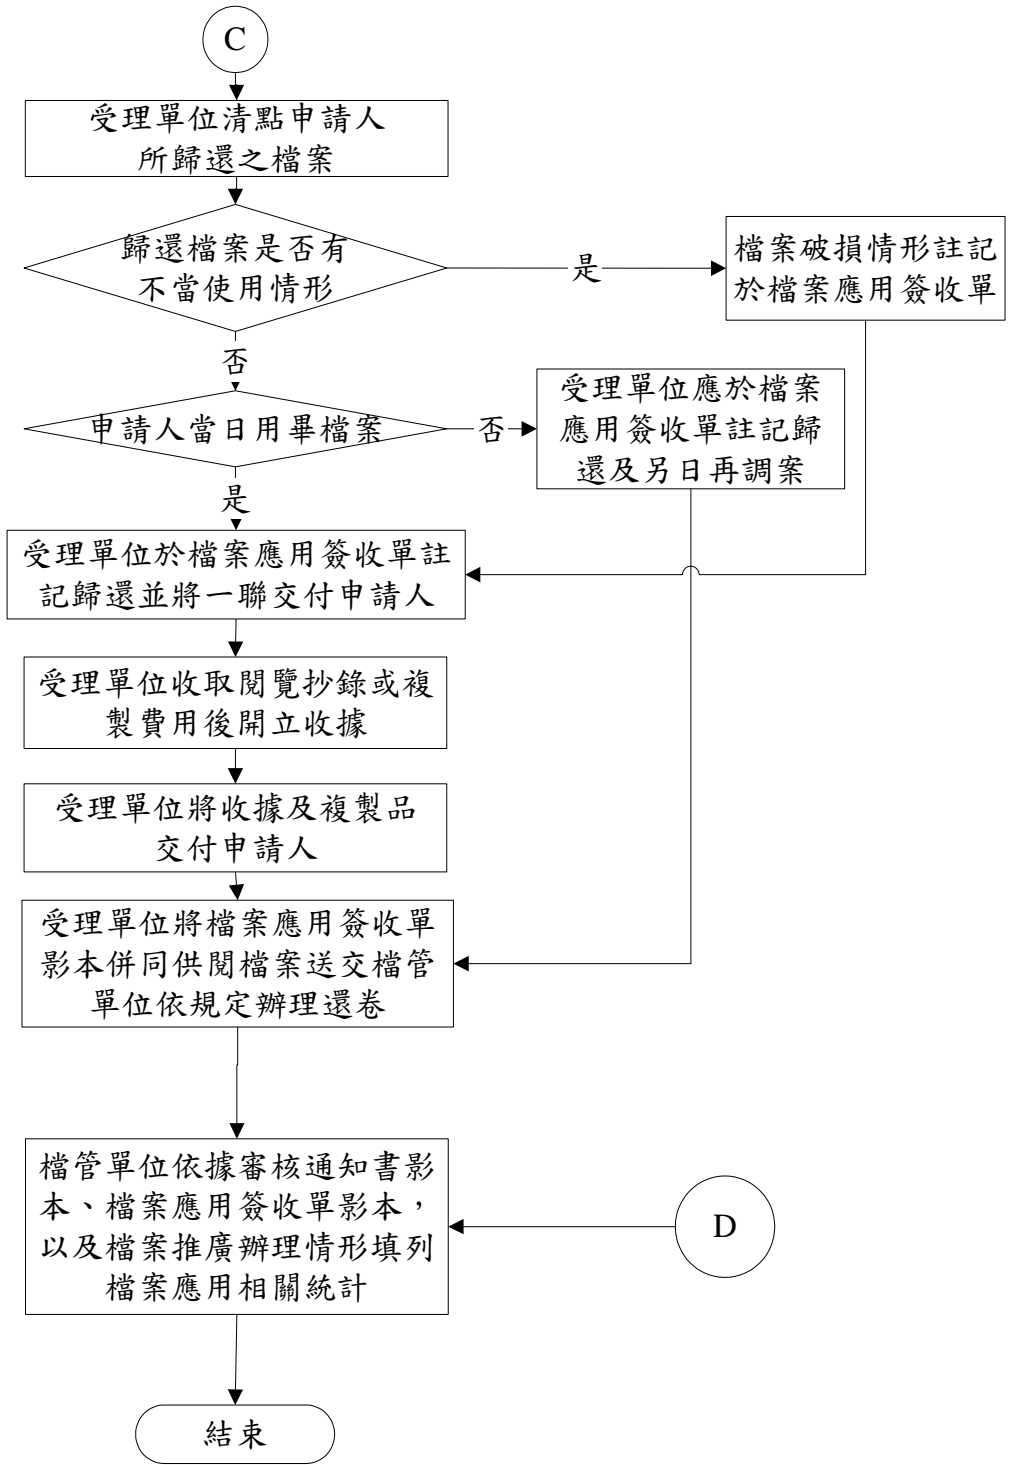 C
受理單位清點申請人
所歸還之檔案
歸還檔案是否有
不當使用情形
是
檔案破損情形註記
於檔案應用簽收單
否
申請人當日用畢檔案
否
受理單位應於檔案
應用簽收單註記歸
還及另日再調案
是
受理單位於檔案應用簽收單註
記歸還並將一聯交付申請人
受理單位收取閱覽抄錄或複
製費用後開立收據
受理單位將收據及複製品
交付申請人
受理單位將檔案應用簽收單
影本併同供閱檔案送交檔管
單位依規定辦理還卷
檔管單位依據審核通知書影
本、檔案應用簽收單影本，
以及檔案推廣辦理情形填列
檔案應用相關統計
D
結束